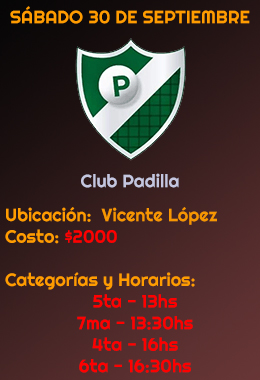 SÁBADO 30 DE SEPTIEMBRE
P
Club Padilla
Ubicación: Vicente López
Costo: $2000
Categorías y Horarios:
5ta - 13hs
7ma - 13:30hs
4ta - 16hs
6ta - 16:30hs